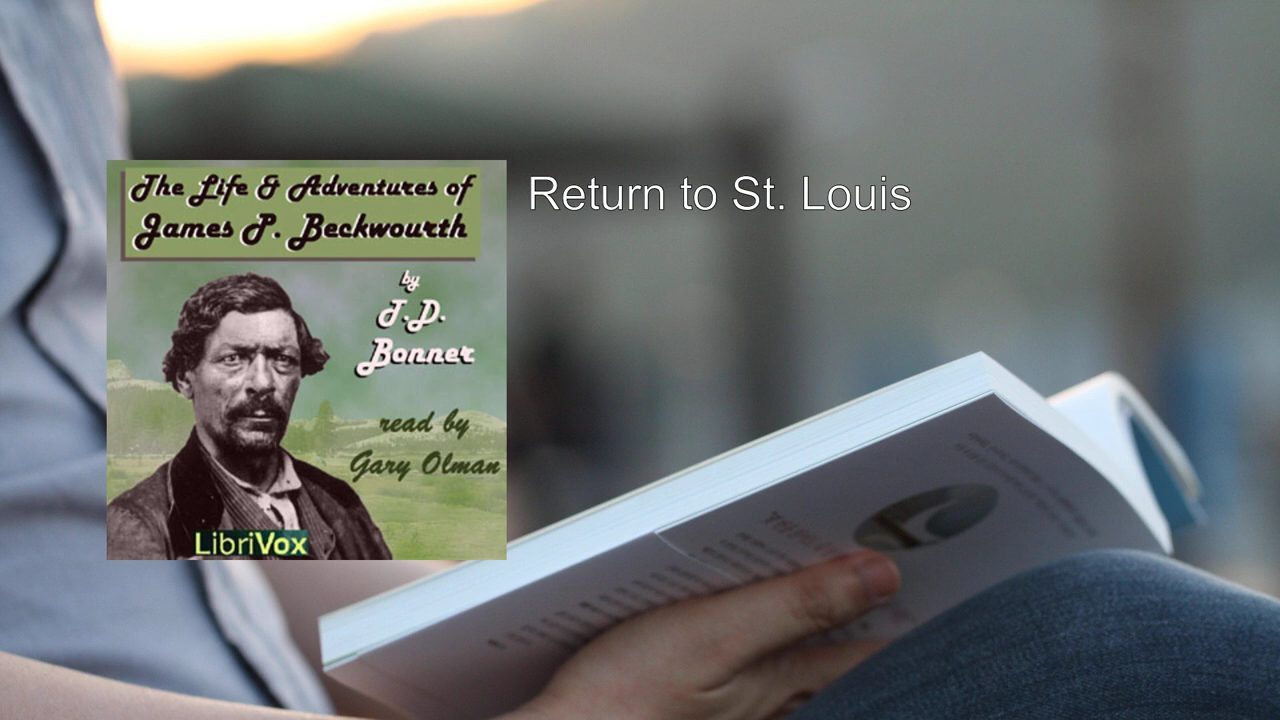 The Life & Adventures of
James P. Beckwourth
by
T.D.
Bonner
read by
Gary Olman
LibriVox
Return to St. Louis